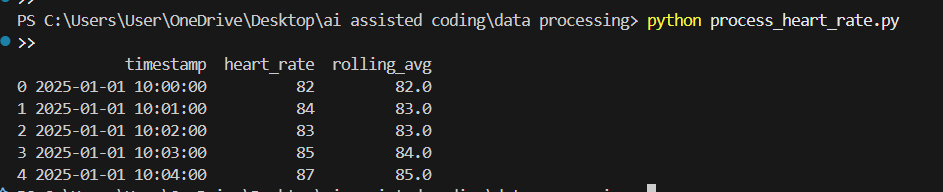 >>
PS C:\Users\User\OneDrive\Desktop\ai assisted coding\data processing> python process_heart_rate.py
>>
            timestamp  heart_rate  rolling_avg
0 2025-01-01 10:00:00          82         82.0
1 2025-01-01 10:01:00          84         83.0
2 2025-01-01 10:02:00          83         83.0
3 2025-01-01 10:03:00          85         84.0
4 2025-01-01 10:04:00          87         85.0